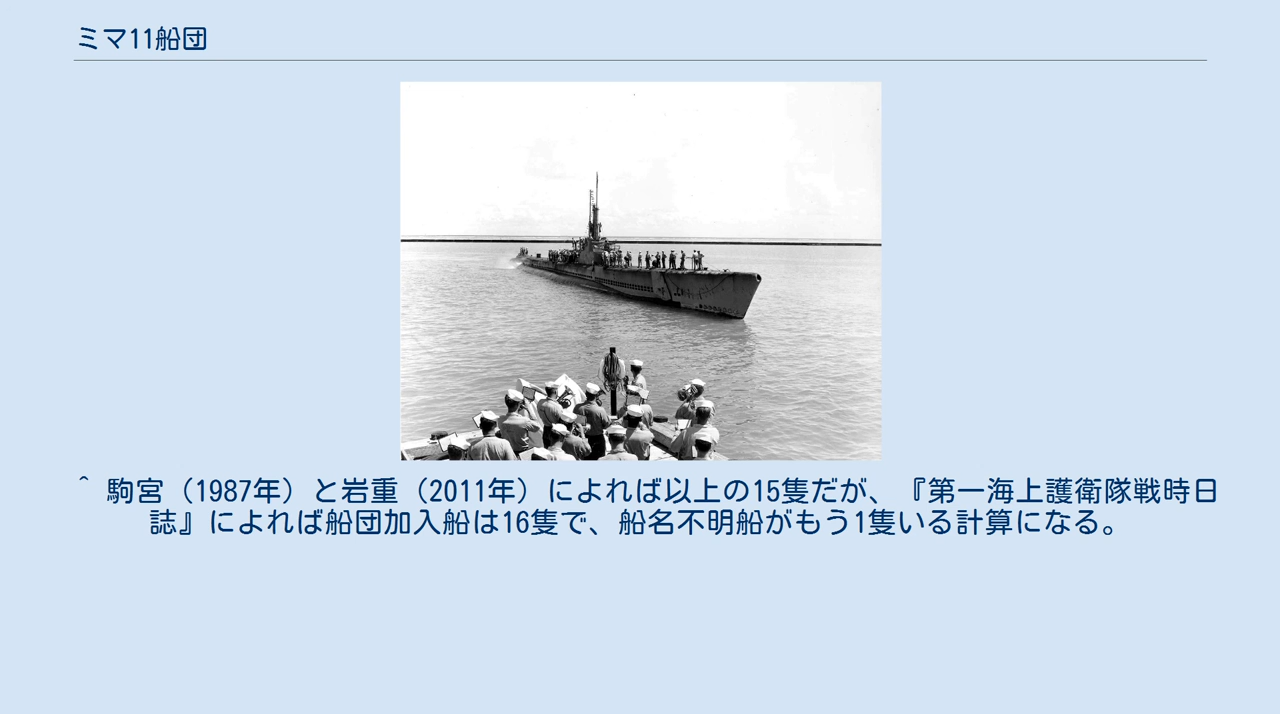 ミマ11船団
^ 駒宮（1987年）と岩重（2011年）によれば以上の15隻だが、『第一海上護衛隊戦時日
誌』によれば船団加入船は16隻で、船名不明船がもう1隻いる計算になる。